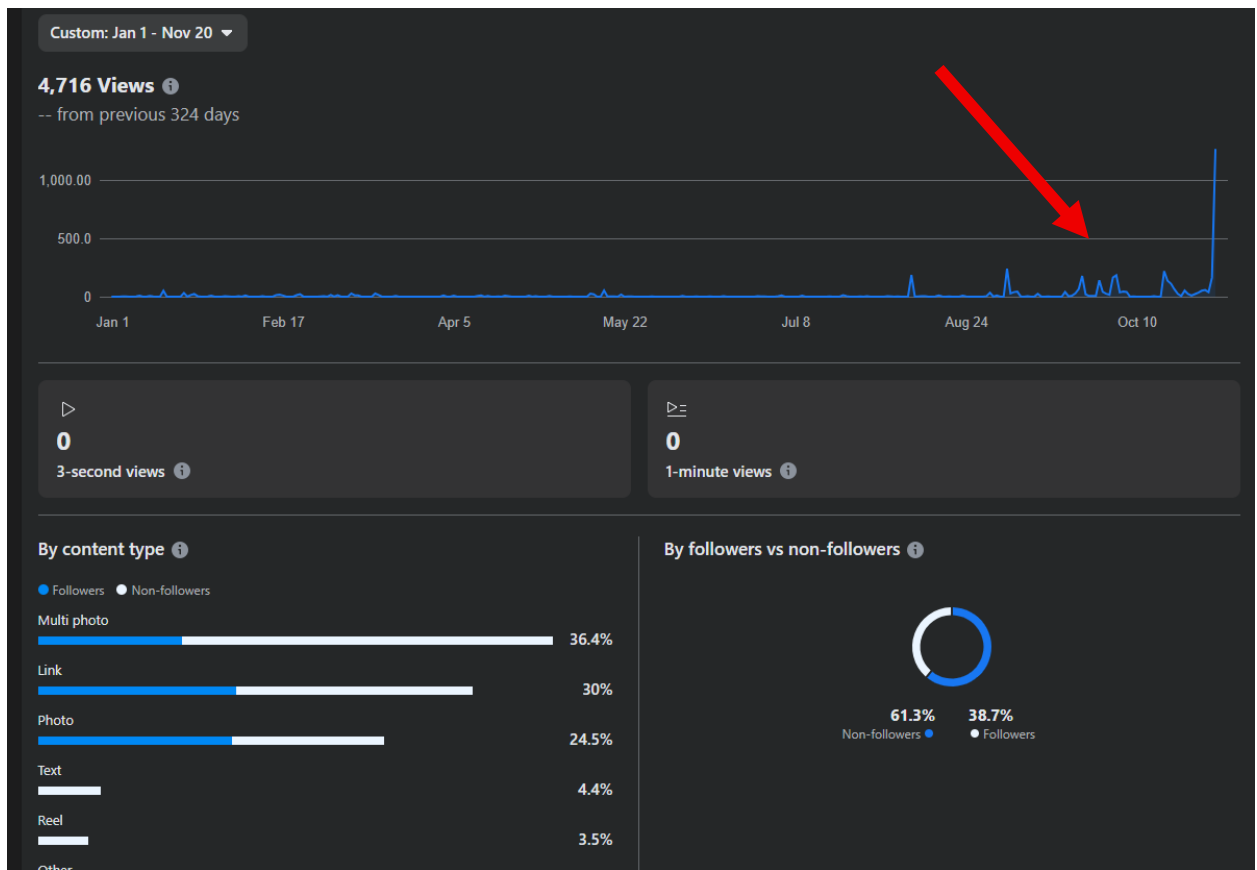 Custom: Jan 1 - Nov 20
4,716 Views
-- from previous 324 days
1,000.00
500.0
0
Jan 1 Feb 17 Apr 5 May 22 Jul 8 Aug 24 Oct 10
0
3-second views
0
1-minute views
By content type
Followers Non-followers
Multi photo
36.4%
Link
30%
Photo
24.5%
Text
4.4%
Reel
3.5%
Other
By followers vs non-followers
61.3% 38.7%
Non-followers Followers